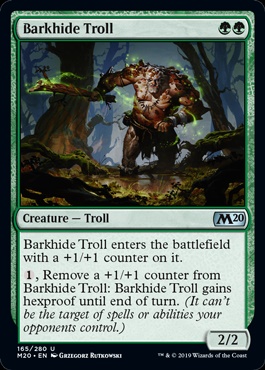 Barkhide Troll
Creature — Troll
M20
Barkhide Troll enters the battlefield
with a +1/+1 counter on it.
1, Remove a +1/+1 counter from
Barkhide Troll: Barkhide Troll gains
hexproof until end of turn. (It can't
be the target of spells or abilities your
opponents control.)
2/2
165/280 U
M20 • EN Grzegorz Rutkowski
™ & © 2019 Wizards of the Coast